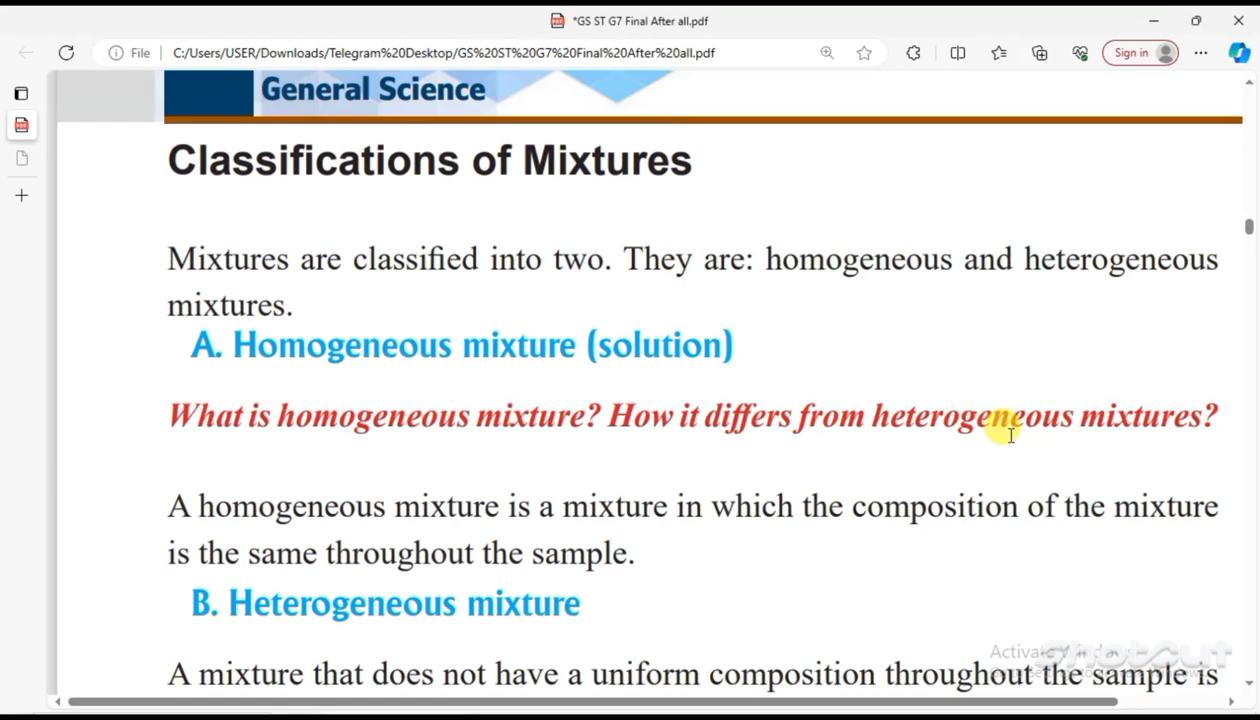 *GS ST G7 Final After all.pdf
File
C:/Users/USER/Downloads/Telegram%20Desktop/GS%20ST%20G7%20Final%20After%20all.pdf
Sign in
General Science
Classifications of Mixtures
Mixtures are classified into two. They are: homogeneous and heterogeneous
mixtures.
A. Homogeneous mixture (solution)
What is homogeneous mixture? How it differs from heterogeneous mixtures?
A homogeneous mixture is a mixture in which the composition of the mixture
is the same throughout the sample.
B. Heterogeneous mixture
Activate Windows
A mixture that does not have a uniform composition throughout the sample is